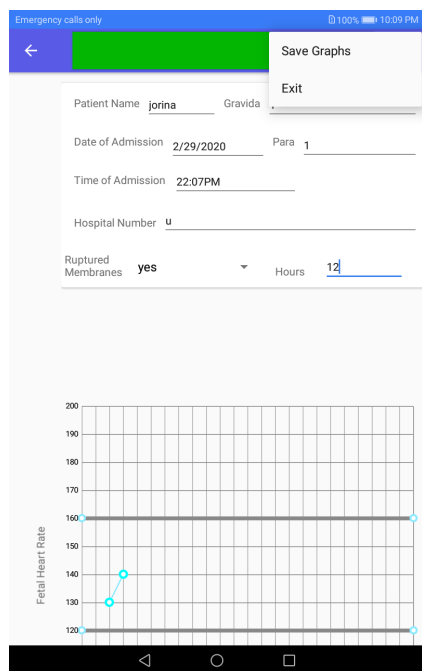 Emergency calls only 100% 10:09 PM
Save Graphs
Exit
Patient Name jorina Gravida
Date of Admission 2/29/2020 Para 1
Time of Admission 22:07PM
Hospital Number u
Ruptured Membranes yes Hours 12
200
190
180
170
160
150
140
130
120
Fetal Heart Rate